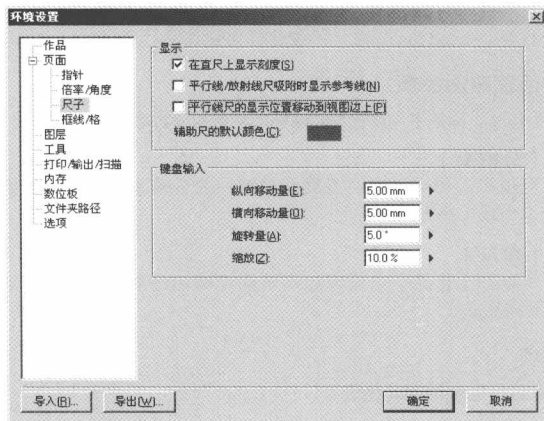 环境设置
作品
页面
指针
倍率/角度
尺子
框线/格
图层
工具
打印/输出/扫描
内存
数位板
文件夹路径
选项
显示
在直尺上显示刻度(S)
平行线/放射线尺吸附时显示参考线(N)
平行线尺的显示位置移动到视图边上(P)
辅助尺的默认颜色(C):
键盘输入
纵向移动量(E): 5.00 mm
横向移动量(O): 5.00 mm
旋转量(A): 5.0 °
缩放(Z): 10.0 %
导入(R)... 导出(W)... 确定 取消